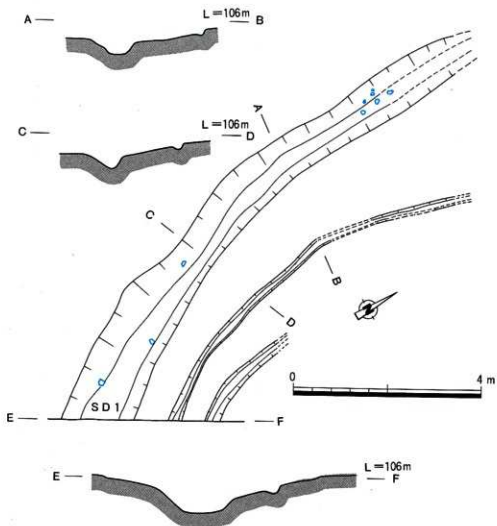 A L=106m B
C L=106m D
A
C
B
D
N
0 4 m
SD1
E F
E L=106m F